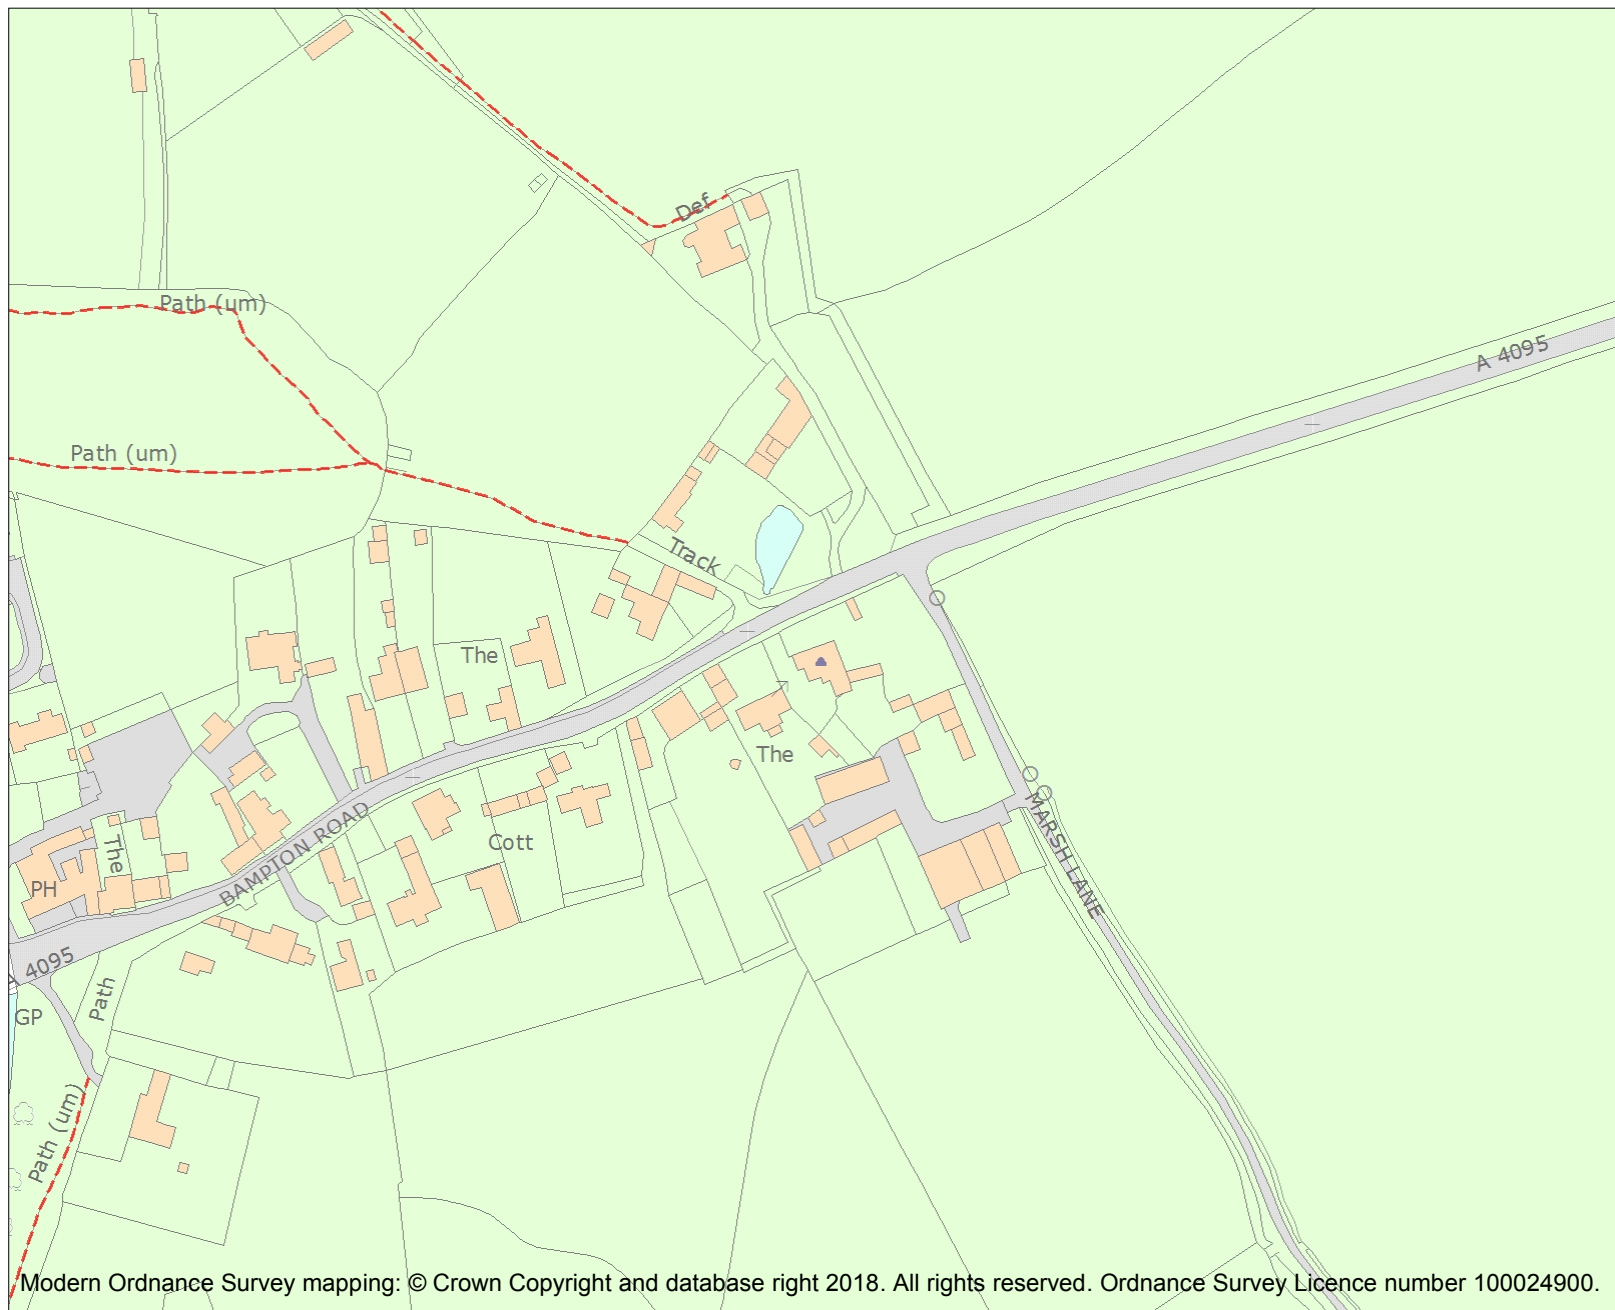 Def
Path (um)
A 4095
Path (um)
Track
The
The
BAMPTON ROAD
Cott
The
MARSH LANE
PH
A 4095
Path
GP
Path (um)
Modern Ordnance Survey mapping: © Crown Copyright and database right 2018. All rights reserved. Ordnance Survey Licence number 100024900.